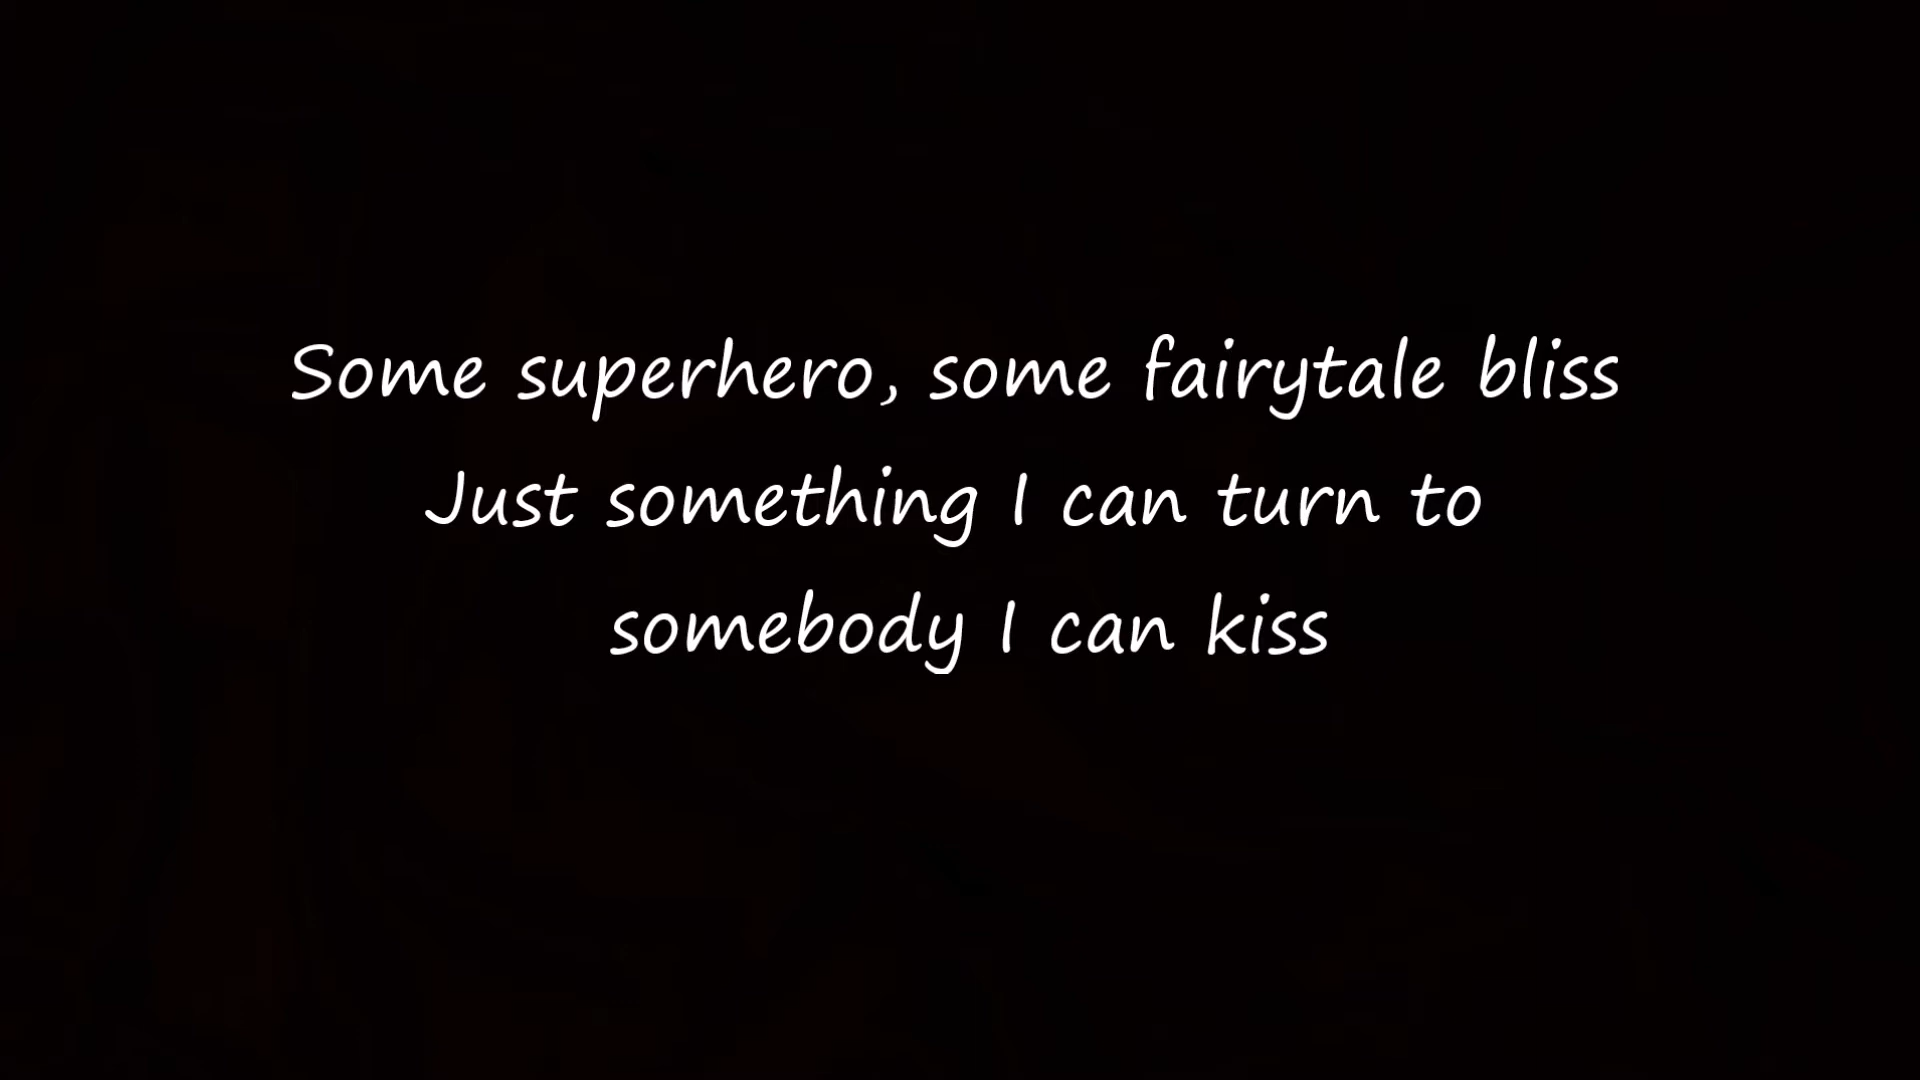 Some superhero, some fairytale bliss
Just something I can turn to
somebody I can kiss